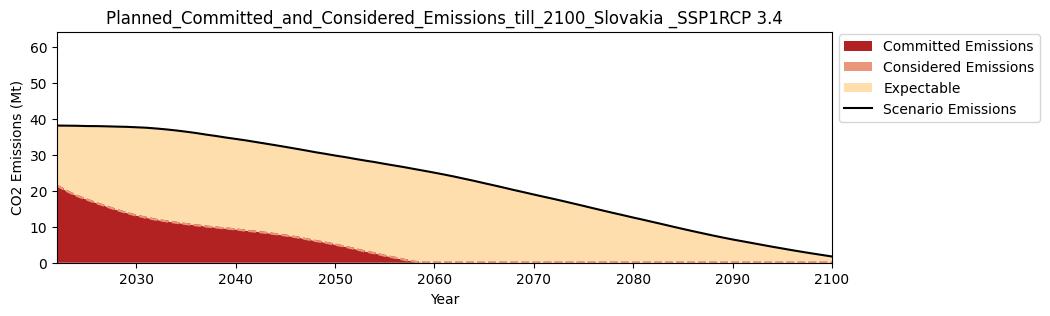 Planned_Committed_and_Considered_Emissions_till_2100_Slovakia _SSP1RCP 3.4
CO2 Emissions (Mt)
60
50
40
30
20
10
0
2030 2040 2050 2060 2070 2080 2090 2100
Year
Committed Emissions
Considered Emissions
Expectable
Scenario Emissions